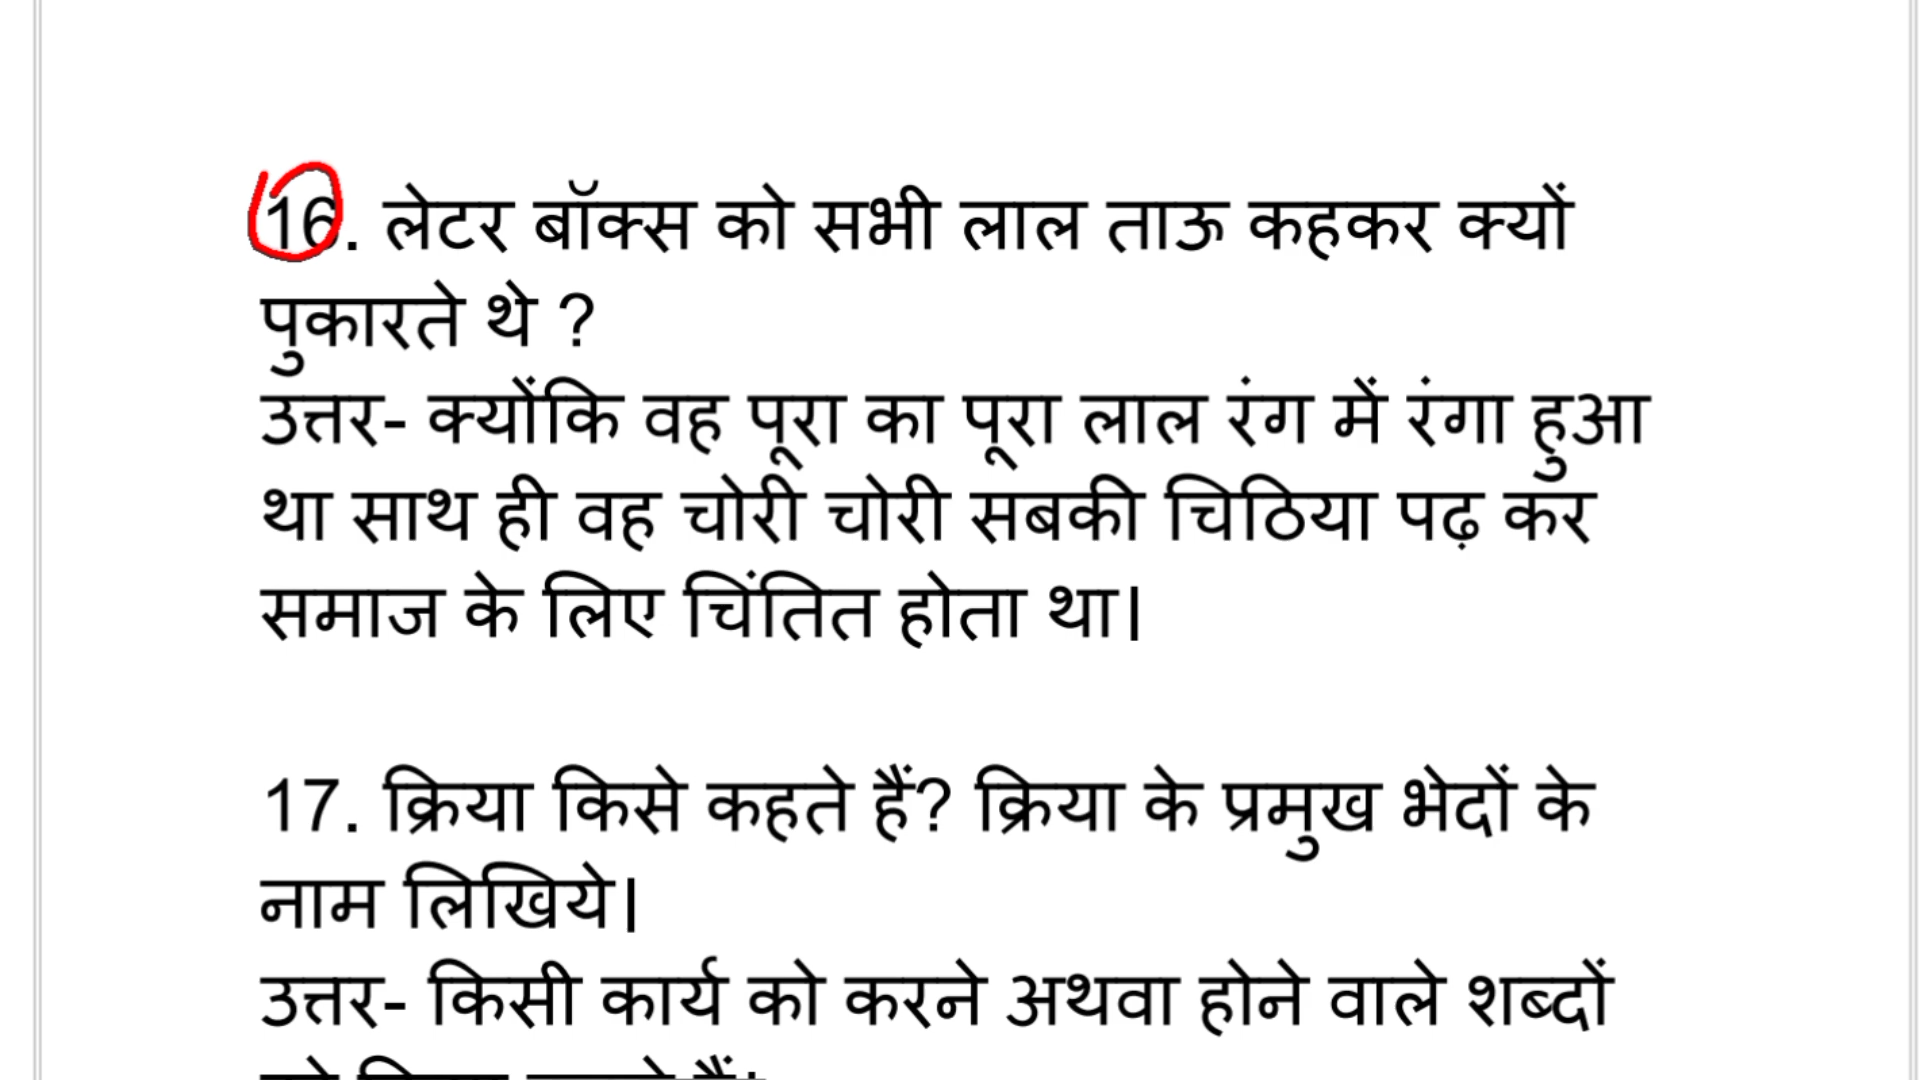 16. लेटर बॉक्स को सभी लाल ताऊ कहकर क्यों
पुकारते थे ?
उत्तर- क्योंकि वह पूरा का पूरा लाल रंग में रंगा हुआ
था साथ ही वह चोरी चोरी सबकी चिठिया पढ़ कर
समाज के लिए चिंतित होता था|
17. क्रिया किसे कहते हैं? क्रिया के प्रमुख भेदों के
नाम लिखिये|
उत्तर- किसी कार्य को करने अथवा होने वाले शब्दों